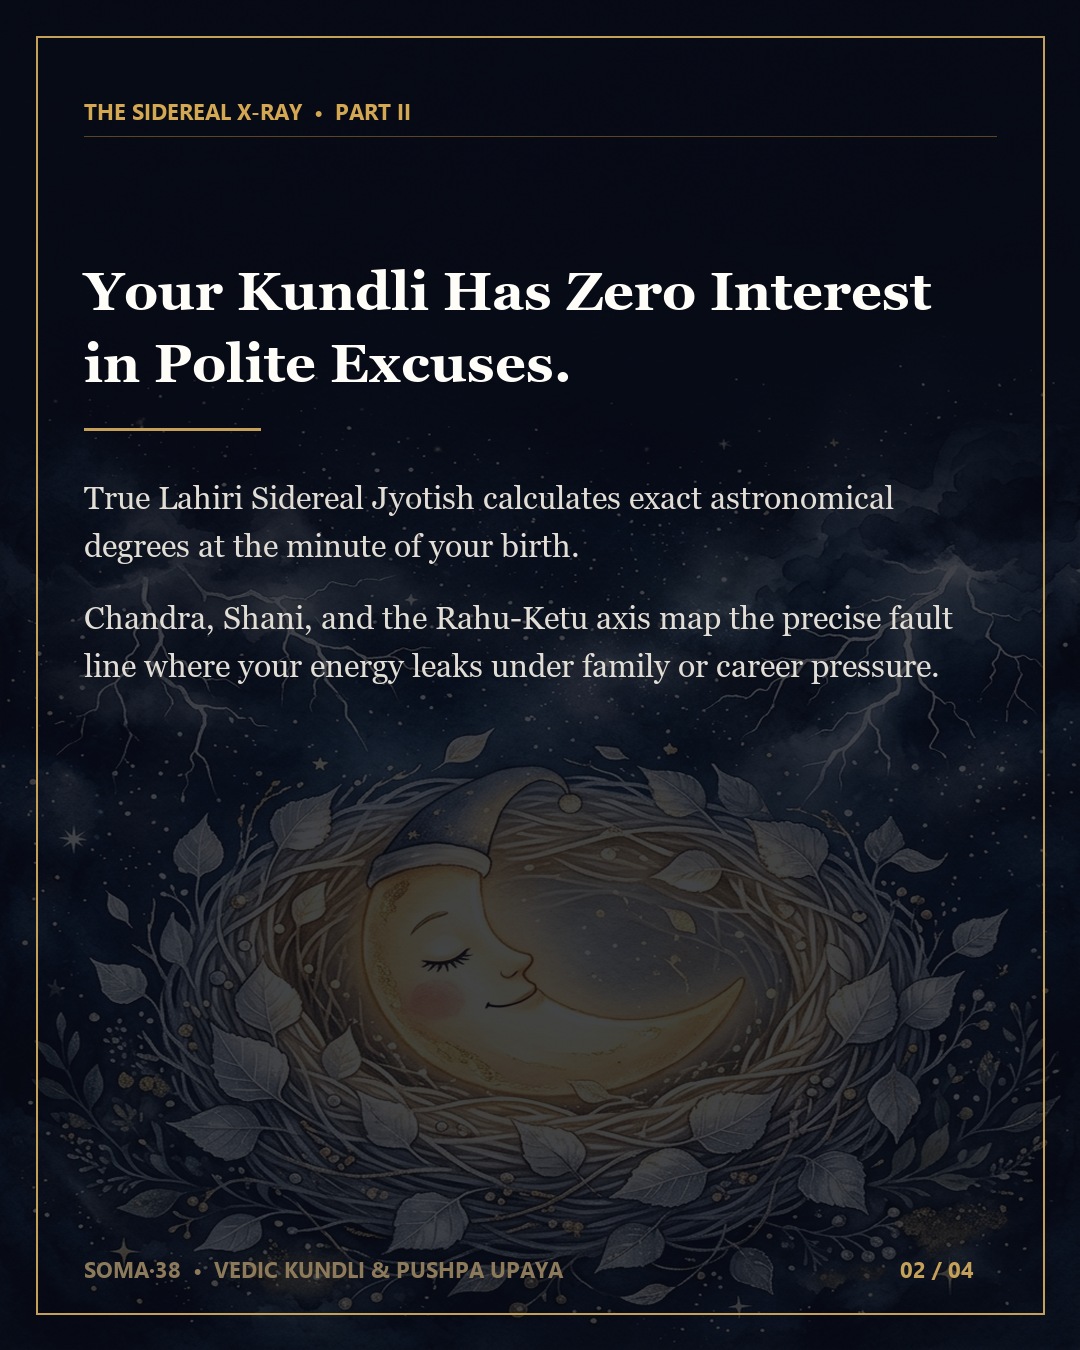 THE SIDEREAL X-RAY • PART II
Your Kundli Has Zero Interest
in Polite Excuses.
True Lahiri Sidereal Jyotish calculates exact astronomical
degrees at the minute of your birth.
Chandra, Shani, and the Rahu-Ketu axis map the precise fault
line where your energy leaks under family or career pressure.
SOMA·38 • VEDIC KUNDLI & PUSHPA UPAYA
02 / 04